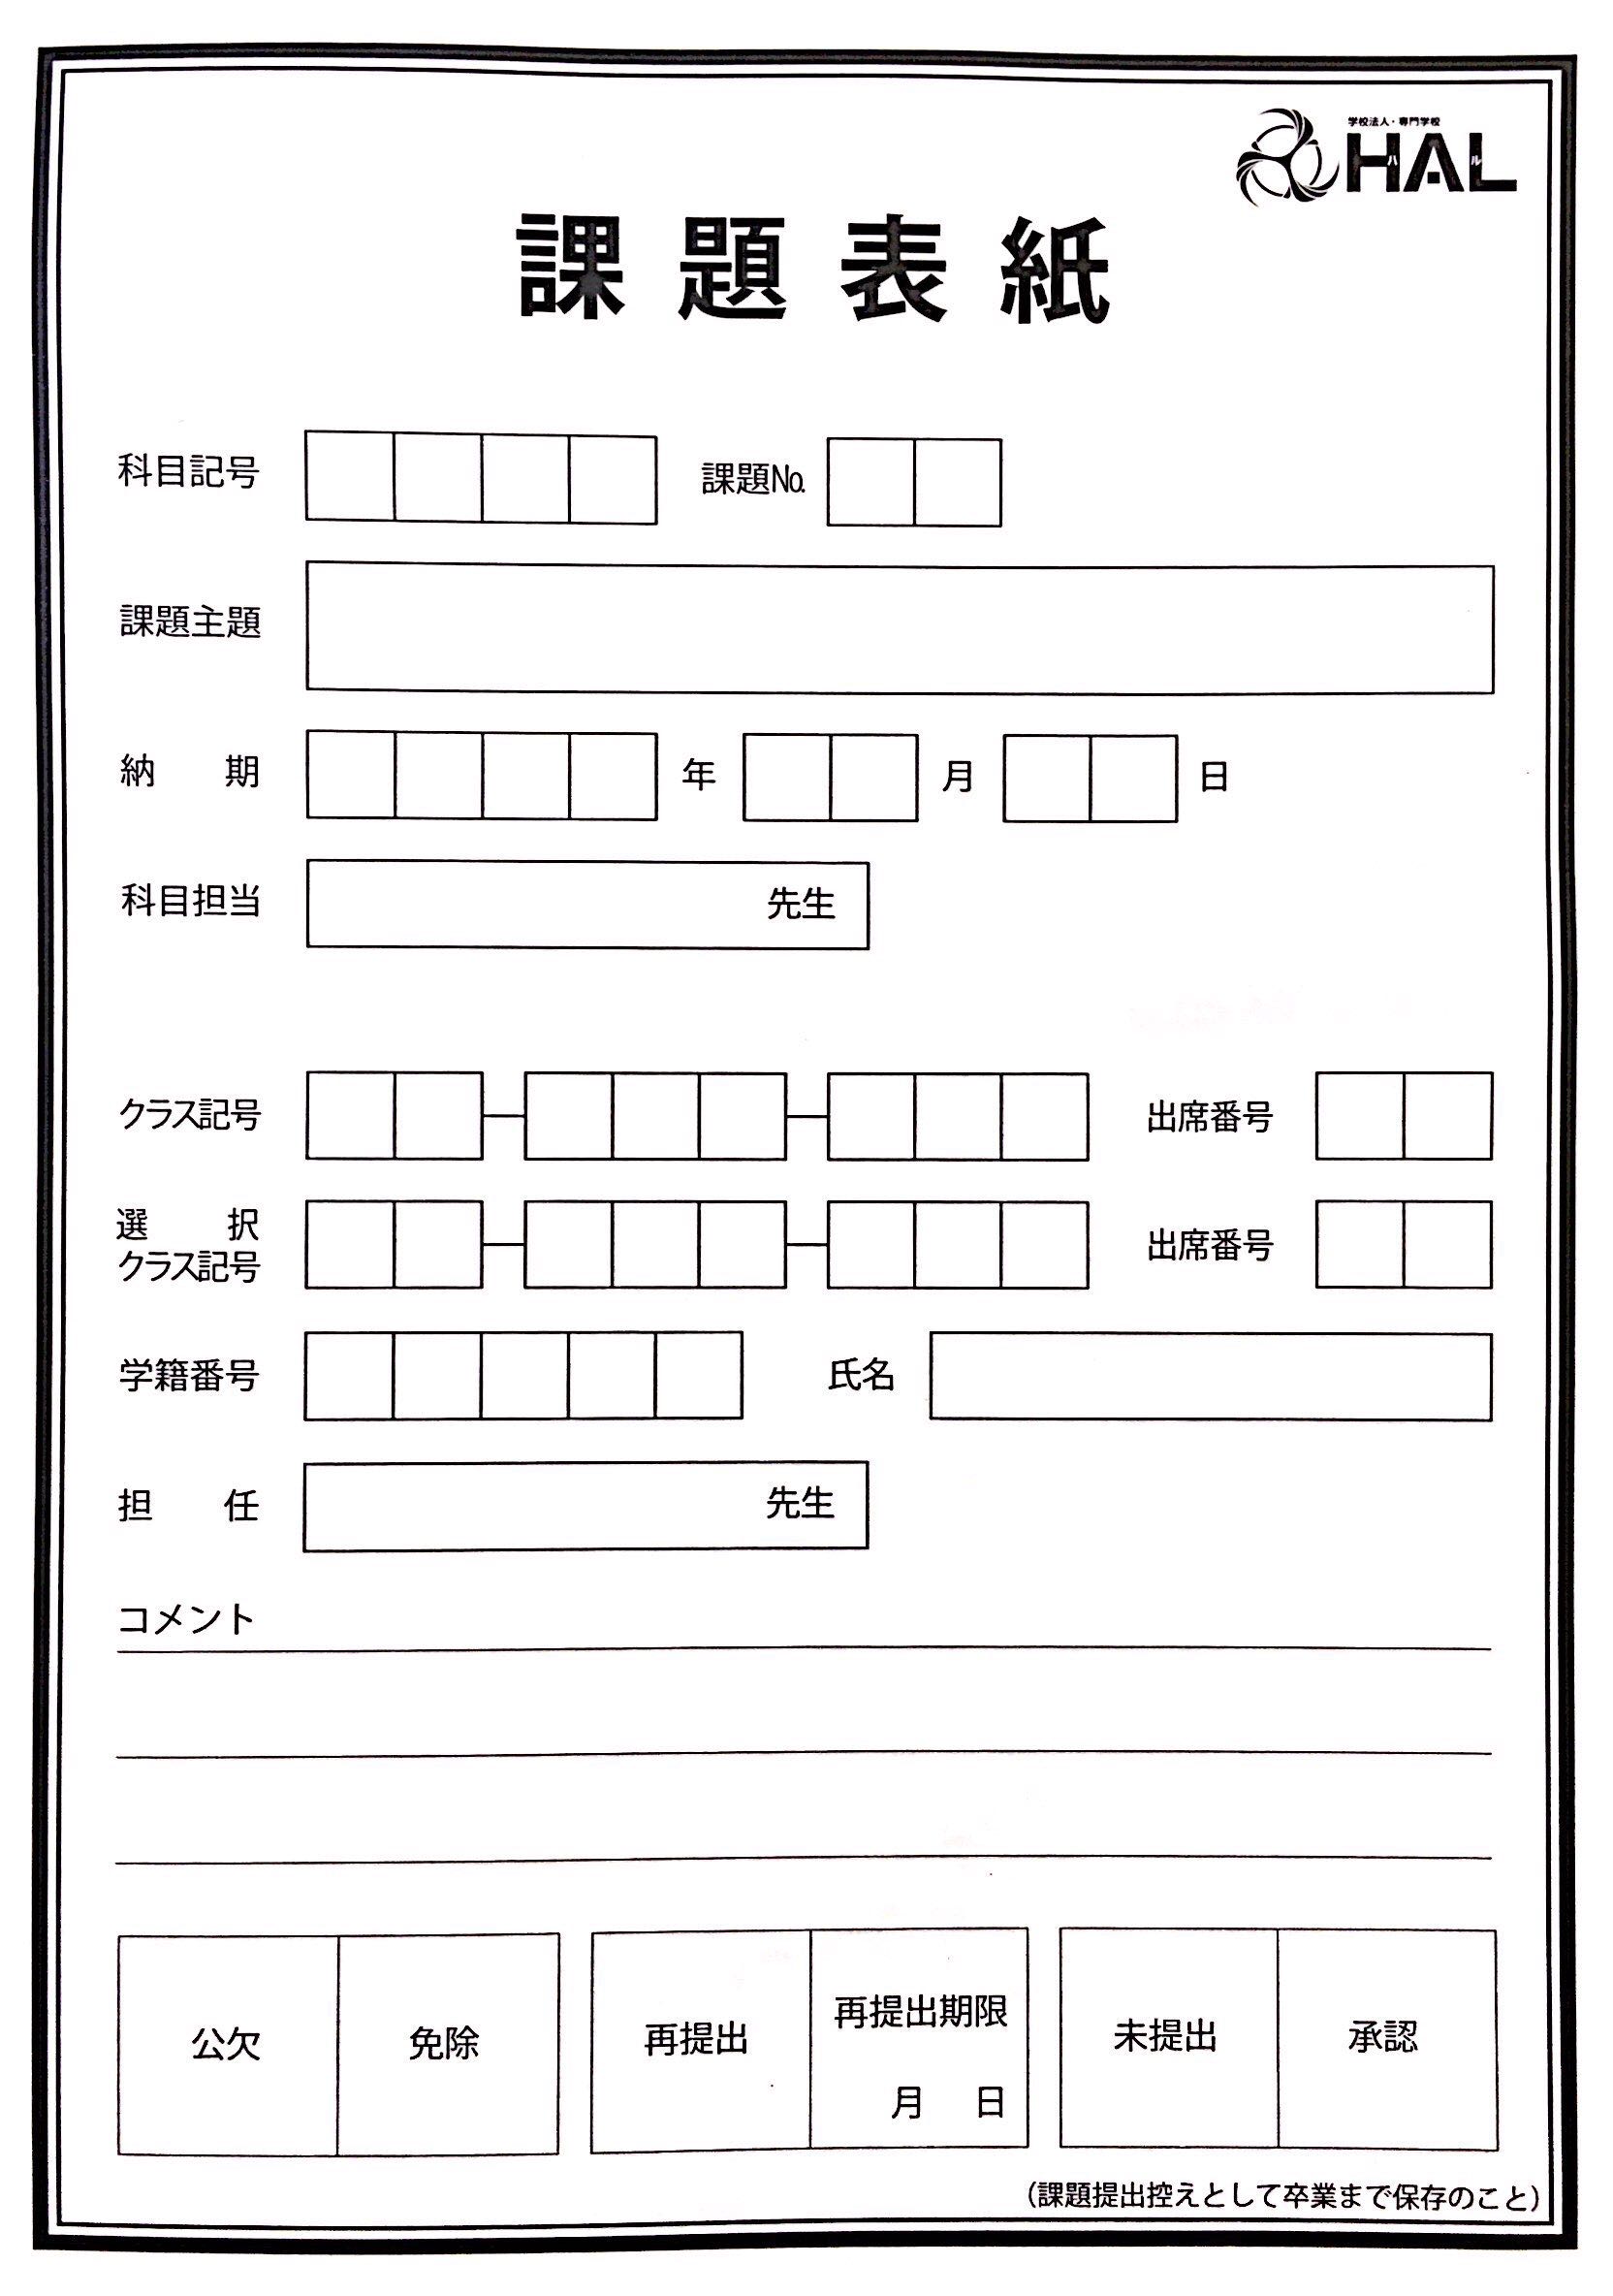 学校法人・専門学校
HAL
ハル
課題表紙
科目記号 課題No.
課題主題
納期 年 月 日
科目担当 先生
クラス記号 出席番号
選択
クラス記号 出席番号
学籍番号 氏名
担任 先生
コメント
公欠 免除 再提出 再提出期限 月 日 未提出 承認
(課題提出控えとして卒業まで保存のこと)